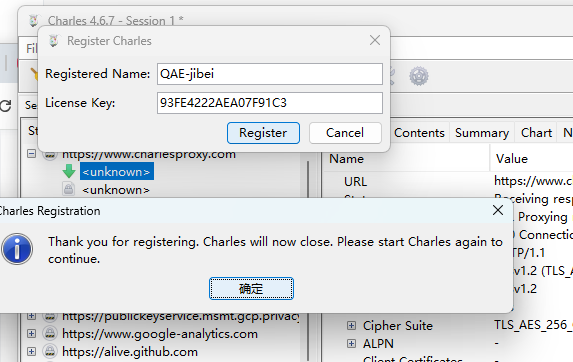 Charles 4.6.7 - Session 1 *
Register Charles
Registered Name:
QAE-jibei
License Key:
93FE4222AEA07F91C3
Register
Cancel
Contents
Summary
Chart
https://www.charlesproxy.com
<unknown>
<unknown>
Name
Value
URL
https://www.c
Receiving resp
Charles Registration
Thank you for registering. Charles will now close. Please start Charles again to
continue.
确定
Proxying
Connectio
TP/1.1
v1.2 (TL
v1.2
https://publickeyservice.msmt.gcp.privacy
https://www.google-analytics.com
https://alive.github.com
Cipher Suite
TLS_AES_256_
ALPN
-
-